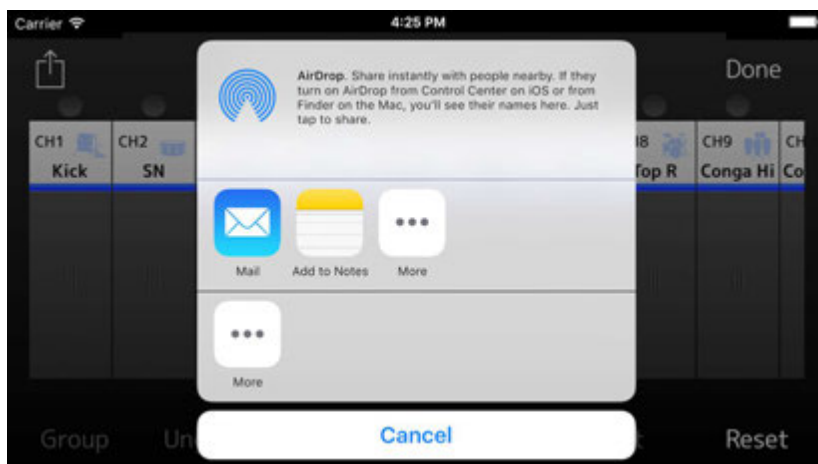 Carrier 4:25 PM
Done
AirDrop. Share instantly with people nearby. If they
turn on AirDrop from Control Center on iOS or from
Finder on the Mac, you'll see their names here. Just
tap to share.
CH1 CH2 CH9 CH
Kick SN Top R Conga Hi Co
Mail Add to Notes More
More
Group Cancel Reset